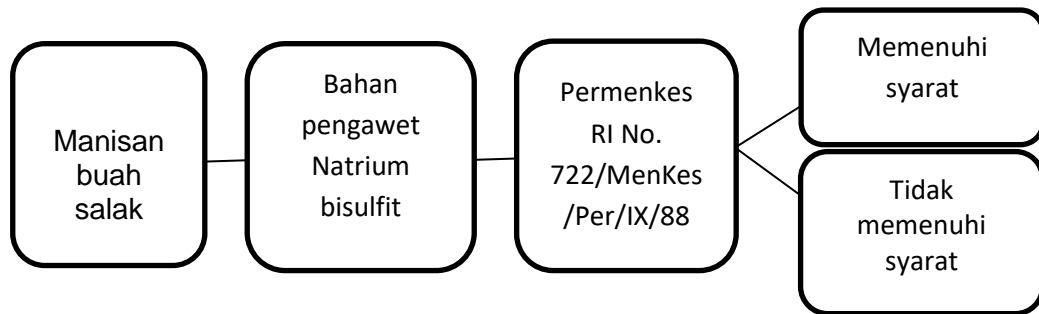 Manisan
buah
salak
Bahan
pengawet
Natrium
bisulfit
Permenkes
RI No.
722/MenKes
/Per/IX/88
Memenuhi
syarat
Tidak
memenuhi
syarat